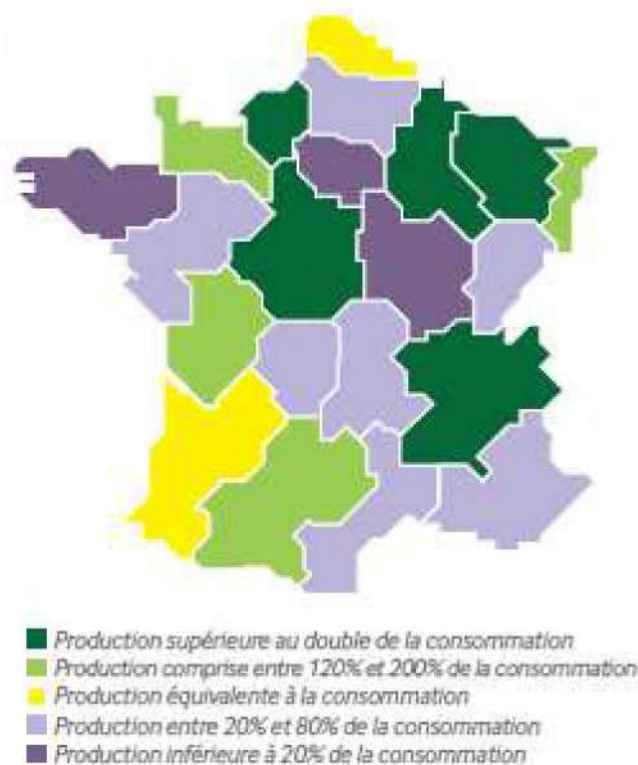 Production supérieure au double de la consommation
Production comprise entre 120% et 200% de la consommation
Production équivalente à la consommation
Production entre 20% et 80% de la consommation
Production inférieure à 20% de la consommation